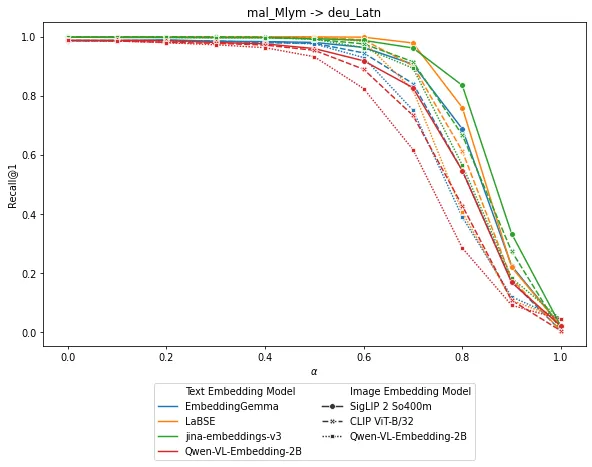 mal_Mlym -> deu_Latn
Recall@1
1.0
0.8
0.6
0.4
0.2
0.0
0.0 0.2 0.4 0.6 0.8 1.0
α
Text Embedding Model
EmbeddingGemma
LaBSE
jina-embeddings-v3
Qwen-VL-Embedding-2B
Image Embedding Model
SigLIP 2 So400m
CLIP ViT-B/32
Qwen-VL-Embedding-2B